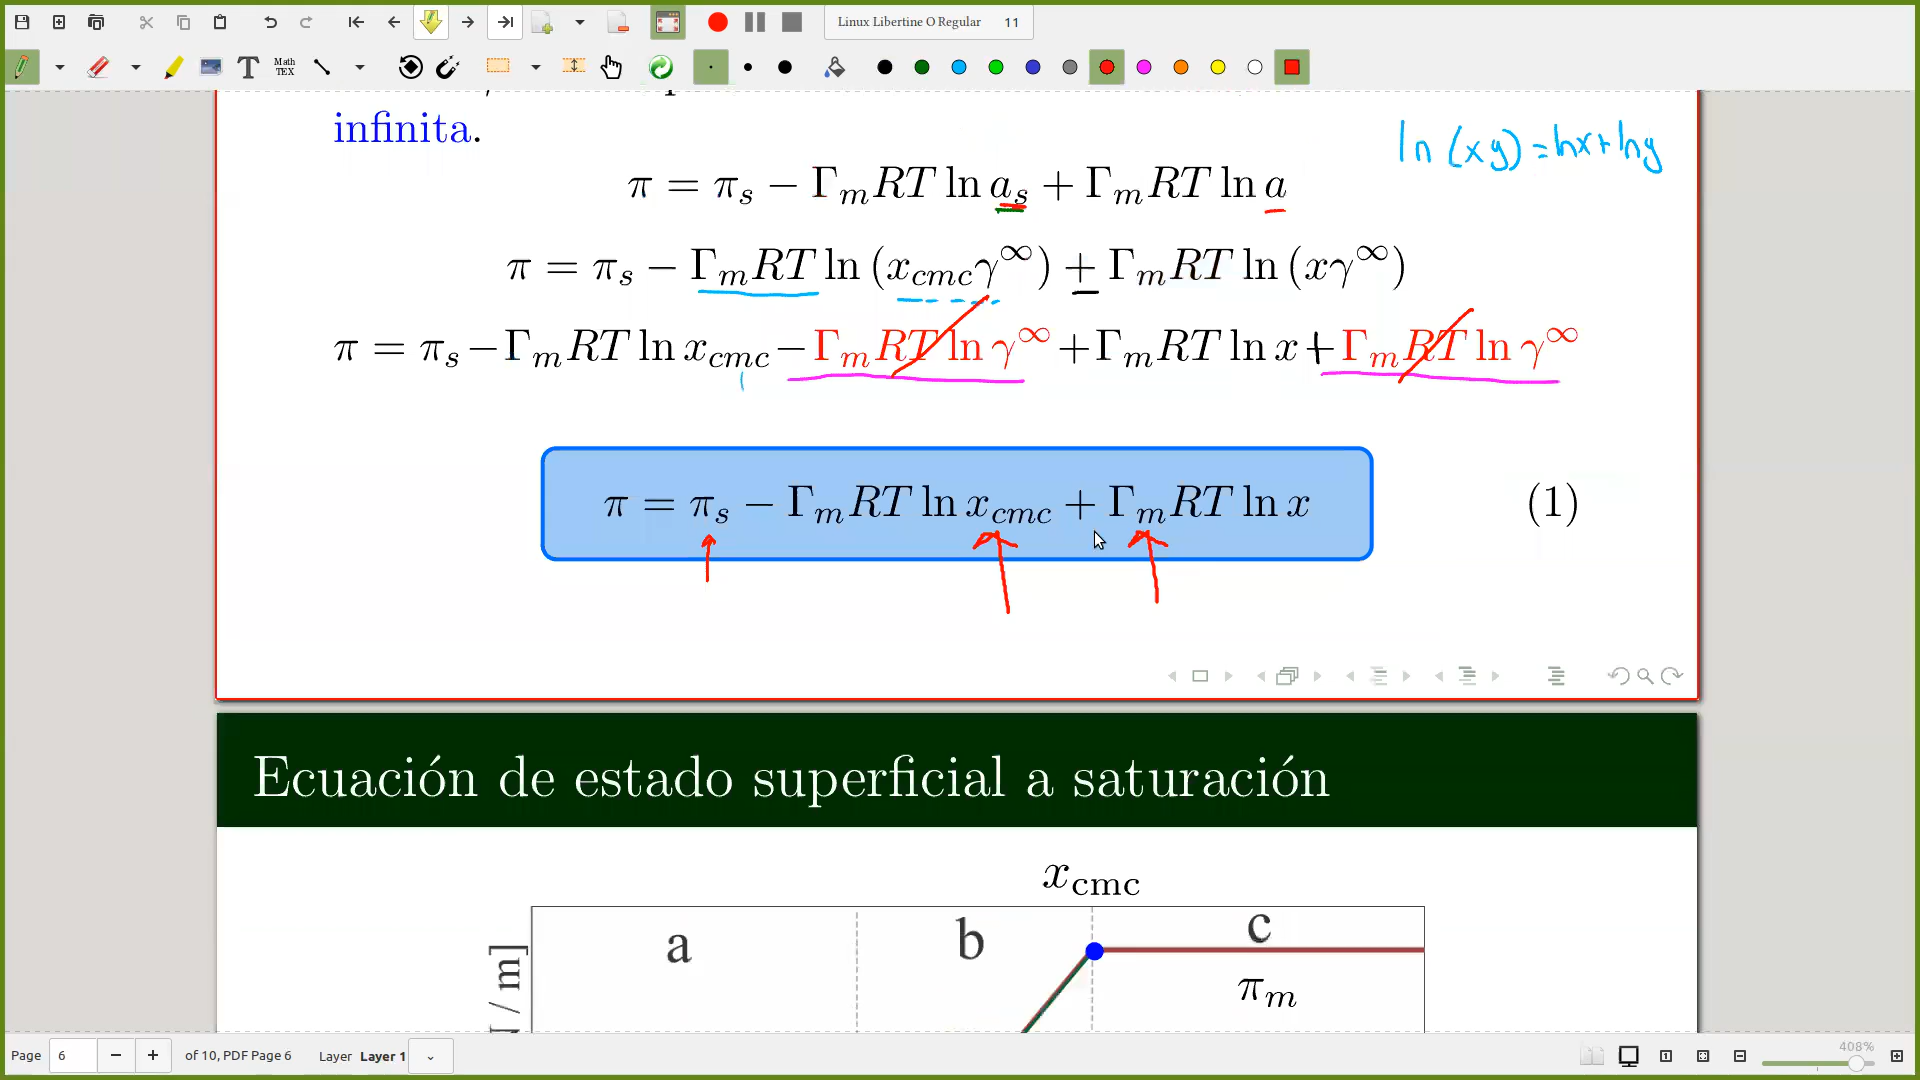 Linux Libertine O Regular 11
Math
TEX
infinita.
ln (xy) = lnx + lny
π = π_s − Γ_m RT ln a_s + Γ_m RT ln a
π = π_s − Γ_m RT ln (x_cmc γ^∞) + Γ_m RT ln (xγ^∞)
π = π_s − Γ_m RT ln x_cmc − Γ_m RT ln γ^∞ + Γ_m RT ln x + Γ_m RT ln γ^∞
π = π_s − Γ_m RT ln x_cmc + Γ_m RT ln x (1)
Ecuación de estado superficial a saturación
x_cmc
a b c
/ m]
π_m
Page 6 of 10, PDF Page 6 Layer Layer 1 408%